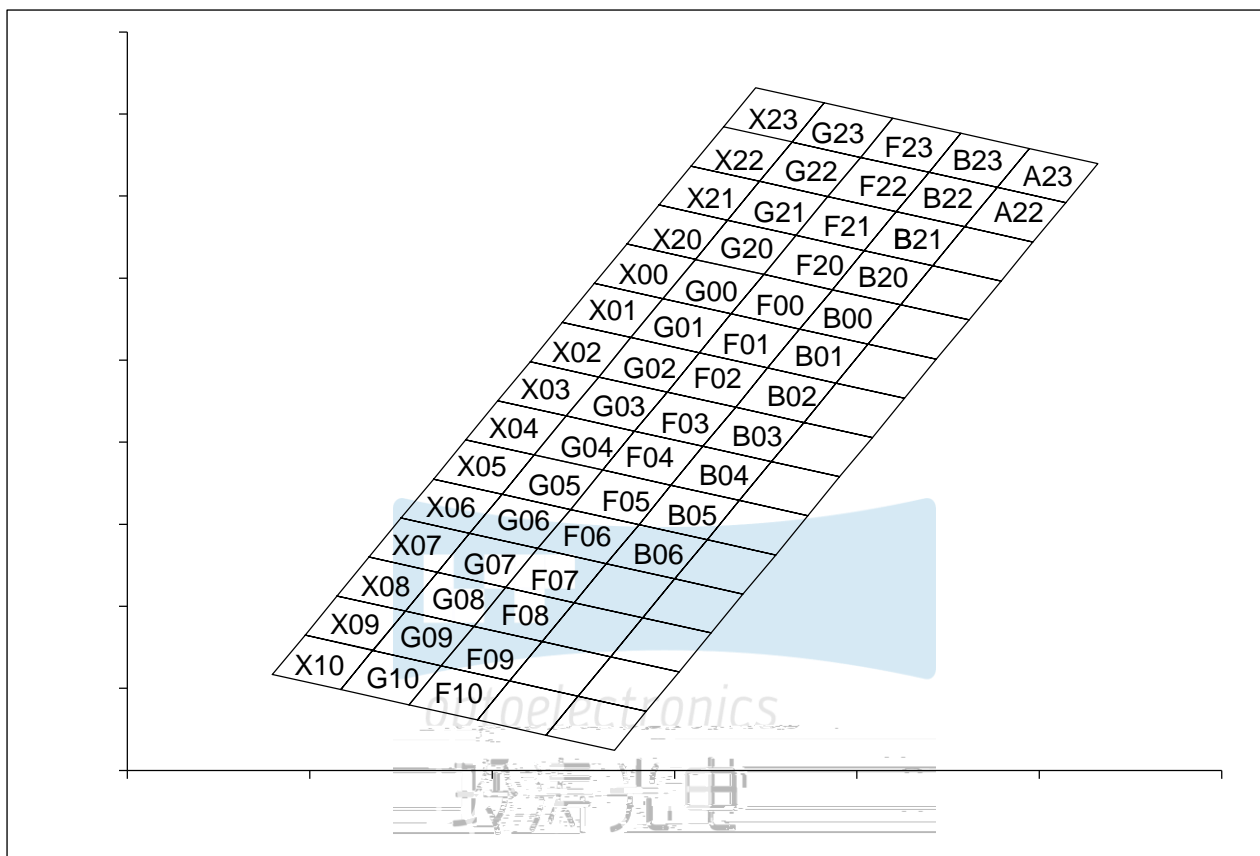 X23 G23 F23 B23 A23
X22 G22 F22 B22 A22
X21 G21 F21 B21
X20 G20 F20 B20
X00 G00 F00 B00
X01 G01 F01 B01
X02 G02 F02 B02
X03 G03 F03 B03
X04 G04 F04 B04
X05 G05 F05 B05
X06 G06 F06 B06
X07 G07 F07
X08 G08 F08
X09 G09 F09
X10 G10 F10
optoelectronics
光电